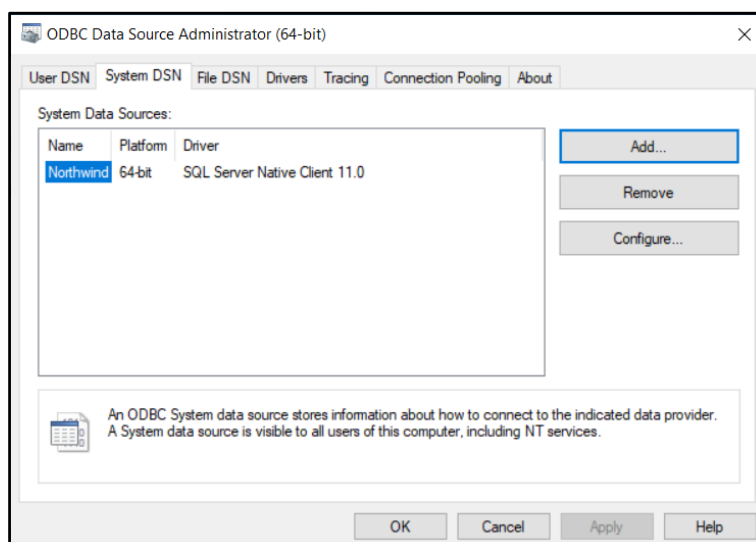 ODBC Data Source Administrator (64-bit)
User DSN System DSN File DSN Drivers Tracing Connection Pooling About
System Data Sources:
Name Platform Driver
Northwind 64-bit SQL Server Native Client 11.0
Add...
Remove
Configure...
An ODBC System data source stores information about how to connect to the indicated data provider.
A System data source is visible to all users of this computer, including NT services.
OK Cancel Apply Help